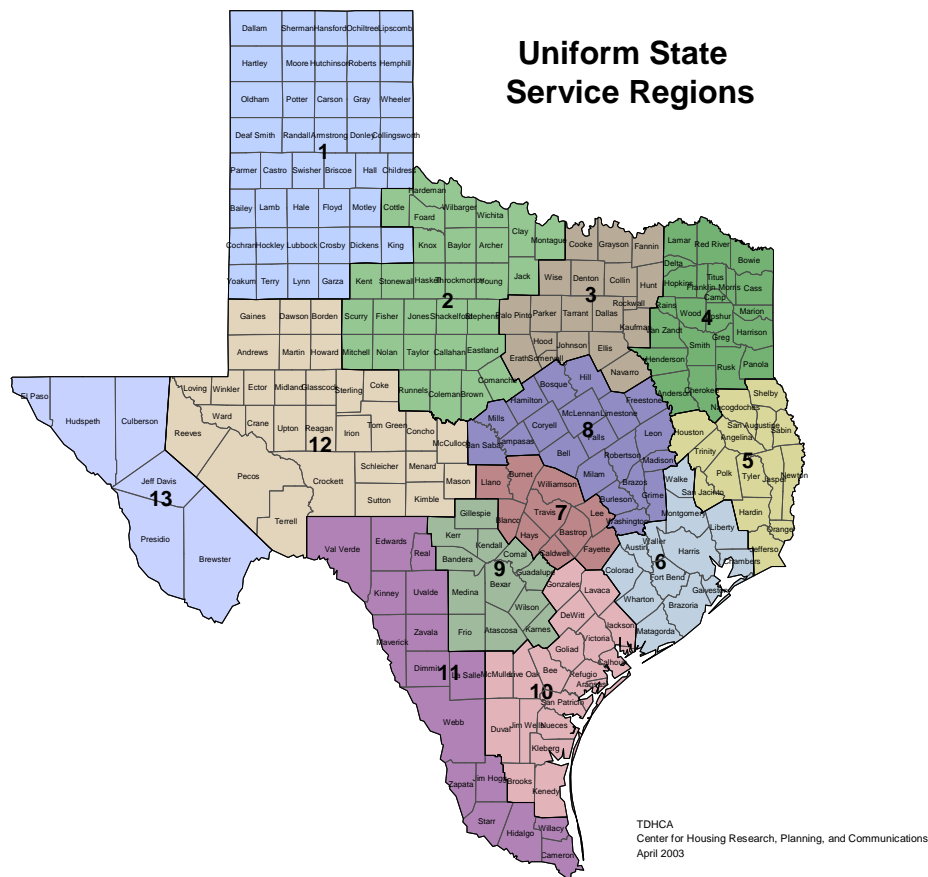 Uniform State
Service Regions
Dallam Sherman Hansford Ochiltree Lipscomb
Hartley Moore Hutchinson Roberts Hemphill
Oldham Potter Carson Gray Wheeler
Deaf Smith Randall Armstrong Donley Collingsworth
1
Parmer Castro Swisher Briscoe Hall Childress
Hardeman
Bailey Lamb Hale Floyd Motley Cottle Foard Wilbarger Wichita
Clay Montague Cooke Grayson Fannin Lamar Red River Bowie
Cochran Hockley Lubbock Crosby Dickens King Knox Baylor Archer
Delta Titus Franklin Morris Cass
Yoakum Terry Lynn Garza Kent Stonewall Haskell Throckmorton Young Jack Wise Denton Collin Hunt Hopkins
2 3 4
Camp Rockwall Rains Wood Upshur Marion
Gaines Dawson Borden Scurry Fisher Jones Shackelford Stephens Palo Pinto Parker Tarrant Dallas Kaufman Van Zandt Harrison
Greg Smith
Andrews Martin Howard Mitchell Nolan Taylor Callahan Eastland Hood Johnson Ellis Henderson Rusk Panola
Erath Somervell Navarro
El Paso Hudspeth Culberson Loving Winkler Ector Midland Glasscock Sterling Coke Runnels Coleman Brown Comanche Bosque Hill Freestone Anderson Cherokee Shelby
Nacogdoches
Reeves Ward Crane Upton Reagan Irion Tom Green Concho McCulloch Mills Hamilton McLennan Limestone Houston San Augustine Sabin
12 8
Coryell Falls Leon Angelina
San Saba Lampasas Bell Robertson Madison Trinity
5
Pecos Crockett Schleicher Menard Mason Llano Burnet Williamson Milam Brazos Grime Walke Polk Tyler Jaspe Newton
Jeff Davis
13
Sutton Kimble Burleson San Jacinto
Terrell Gillespie Blanco Travis Lee Washington Montgomery Liberty Hardin Orange
7
Presidio Brewster Val Verde Edwards Real Kerr Kendall Hays Bastrop Fayette Austin Waller Harris Jefferso
Bandera Comal Caldwell Chambers
9 6
Kinney Uvalde Medina Bexar Guadalupe Gonzales Lavaca Colorad Fort Bend Galvesto
Wilson DeWitt Wharton Brazoria
Maverick Zavala Frio Atascosa Karnes Jackson Matagorda
Goliad Victoria
Dimmit La Salle McMulle Live Oak Bee Refugio Calhou
11 10
Aransas
San Patricio
Webb Duval Jim Wells Nueces
Kleberg
Zapata Jim Hogg Brooks Kenedy
Starr Hidalgo Willacy
Cameron
TDHCA
Center for Housing Research, Planning, and Communications
April 2003